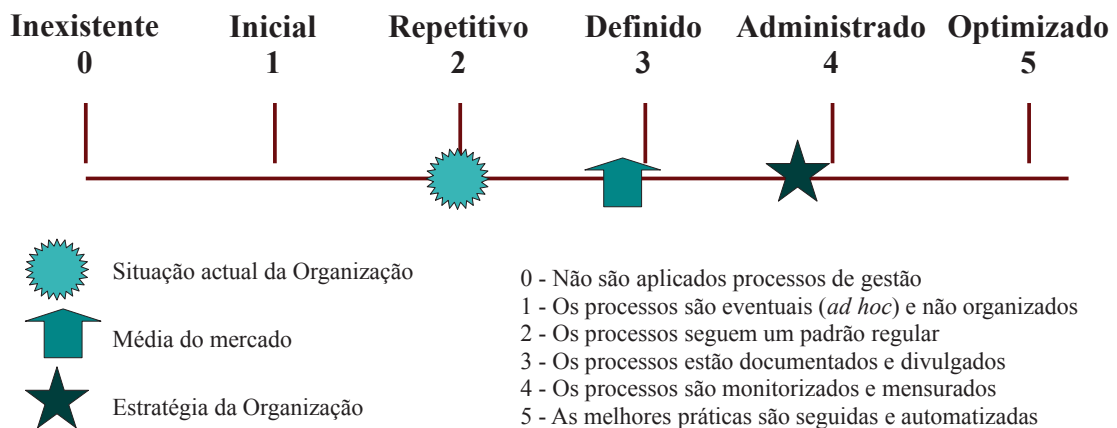 Inexistente Inicial Repetitivo Definido Administrado Optimizado
0 1 2 3 4 5
Situação actual da Organização
Média do mercado
Estratégia da Organização
0 - Não são aplicados processos de gestão
1 - Os processos são eventuais (ad hoc) e não organizados
2 - Os processos seguem um padrão regular
3 - Os processos estão documentados e divulgados
4 - Os processos são monitorizados e mensurados
5 - As melhores práticas são seguidas e automatizadas